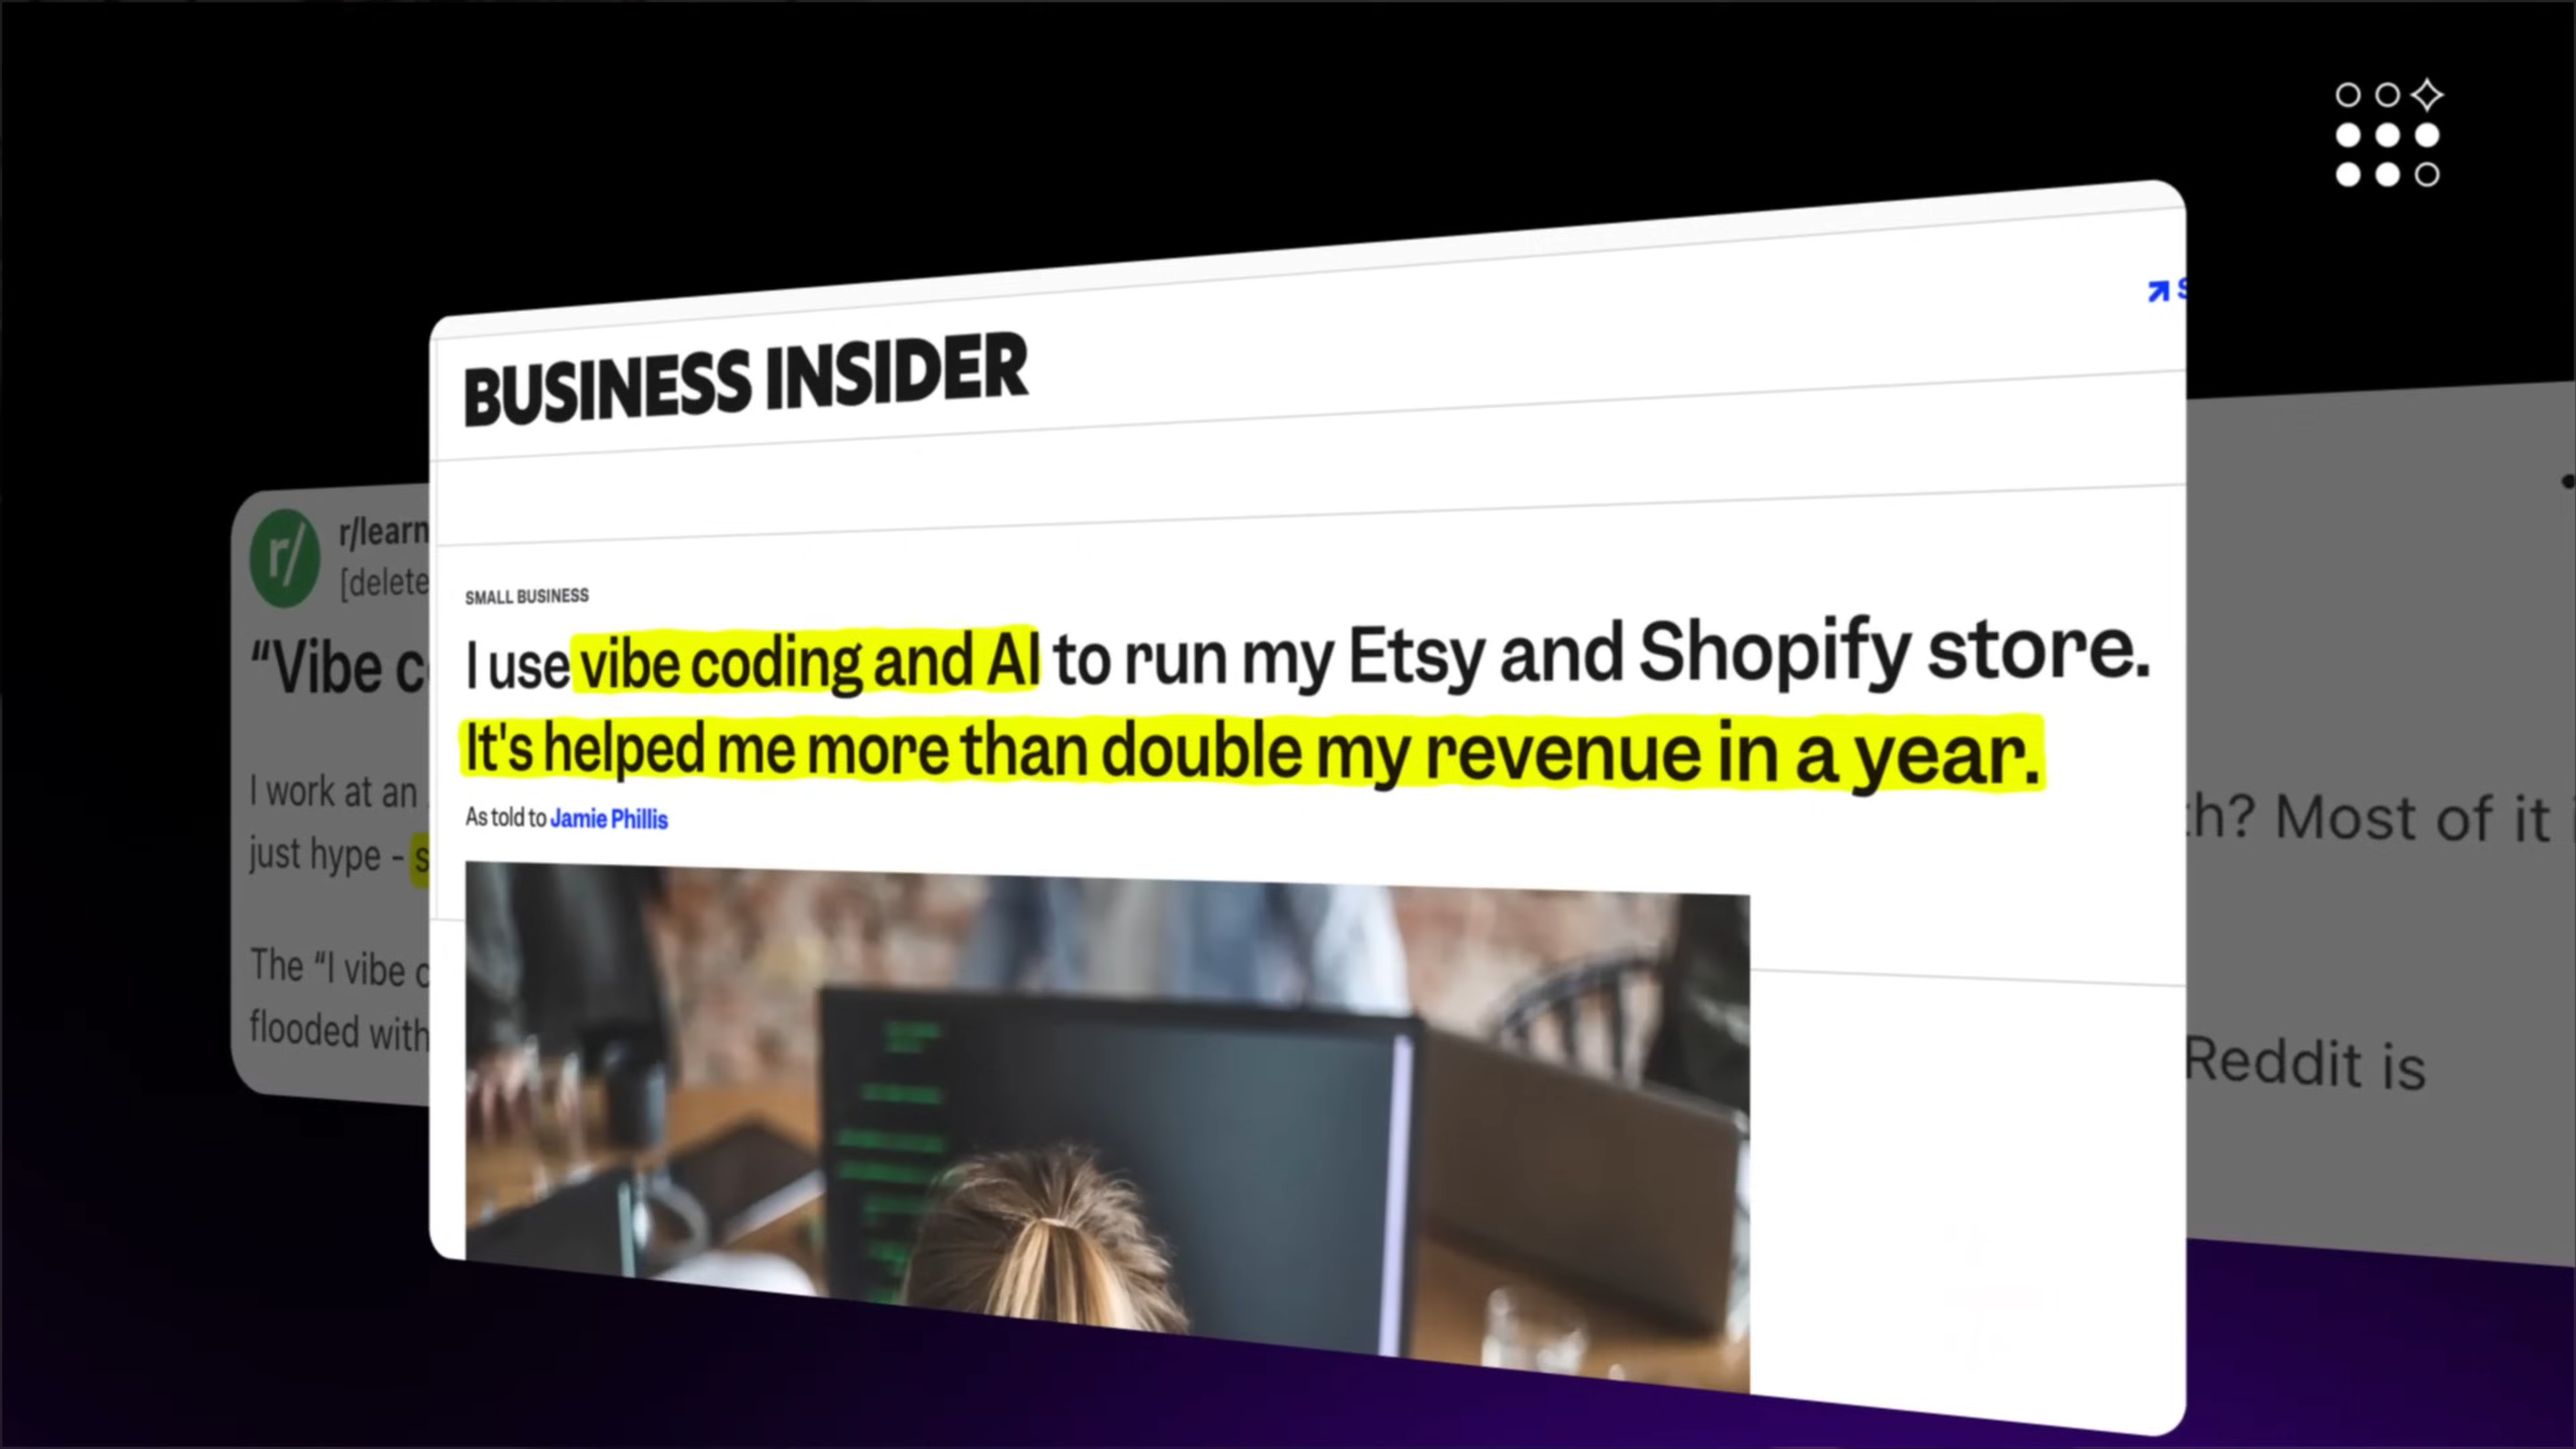 BUSINESS INSIDER
SMALL BUSINESS
I use vibe coding and AI to run my Etsy and Shopify store.
It's helped me more than double my revenue in a year.
As told to Jamie Phillis
r/
r/learn
[delete
“Vibe c
I work at an
just hype - s
The “I vibe c
flooded with
th? Most of it
Reddit is